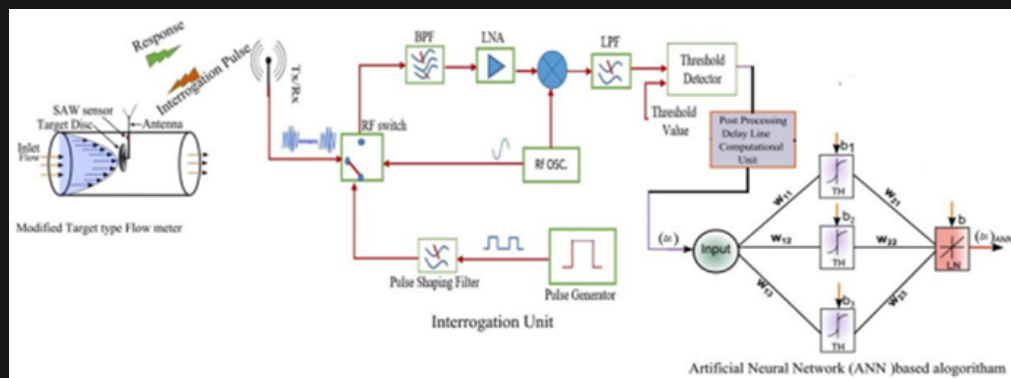 Response
Interrogation Pulse
SAW sensor
Target Disc
Antenna
Inlet
Flow
Modified Target type Flow meter
Tx/Rx
RF switch
BPF
LNA
LPF
Threshold
Detector
Threshold
Value
Rf OSC.
Pulse Shaping Filter
Pulse Generator
Interrogation Unit
Post Processing
Delay Line
Computational
Unit
Input
W11
W12
W13
b1
TH
b2
TH
b3
TH
W21
W22
W23
b
LN
ANN
Artificial Neural Network (ANN )based alogoritham